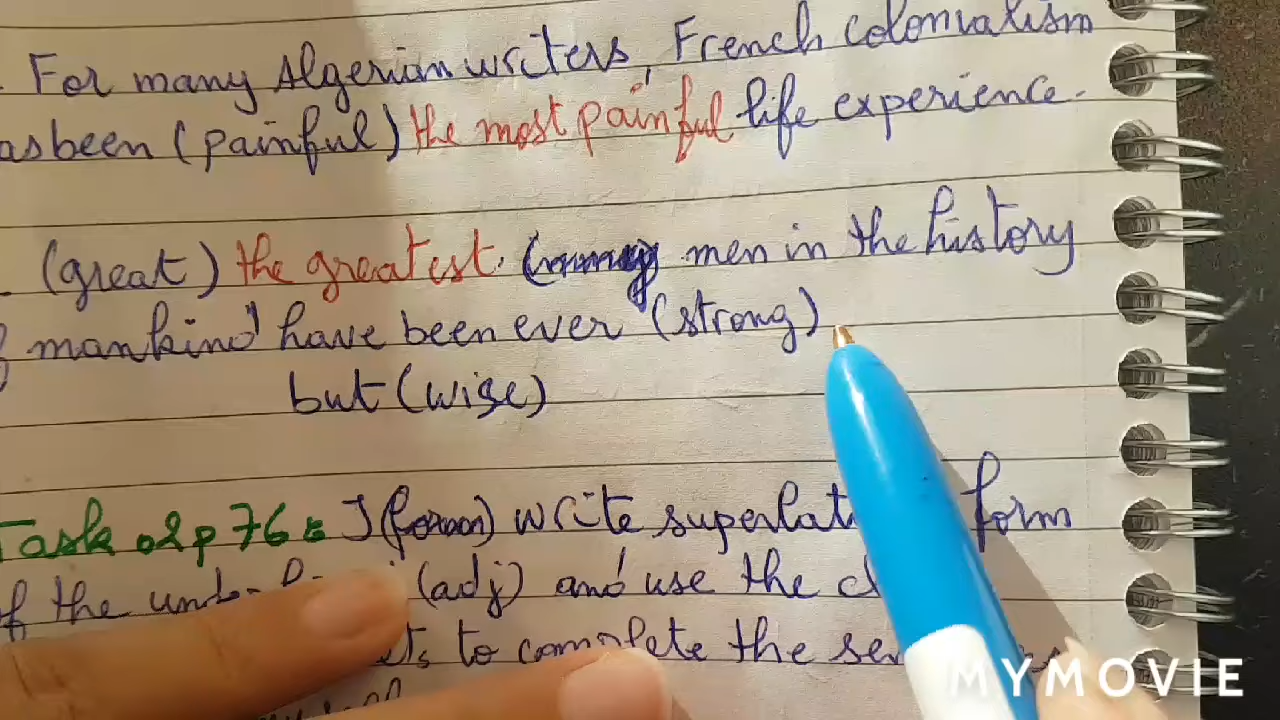 . For many Algerian writers, French colonialism
as been (painful) the most painful life experience.
(great) the greatest. men in the history
mankind have been ever (strong)
but (wise)
Task 02 p 76 : I write form
of the (adj) and use the
to complete the
MYMOVIE